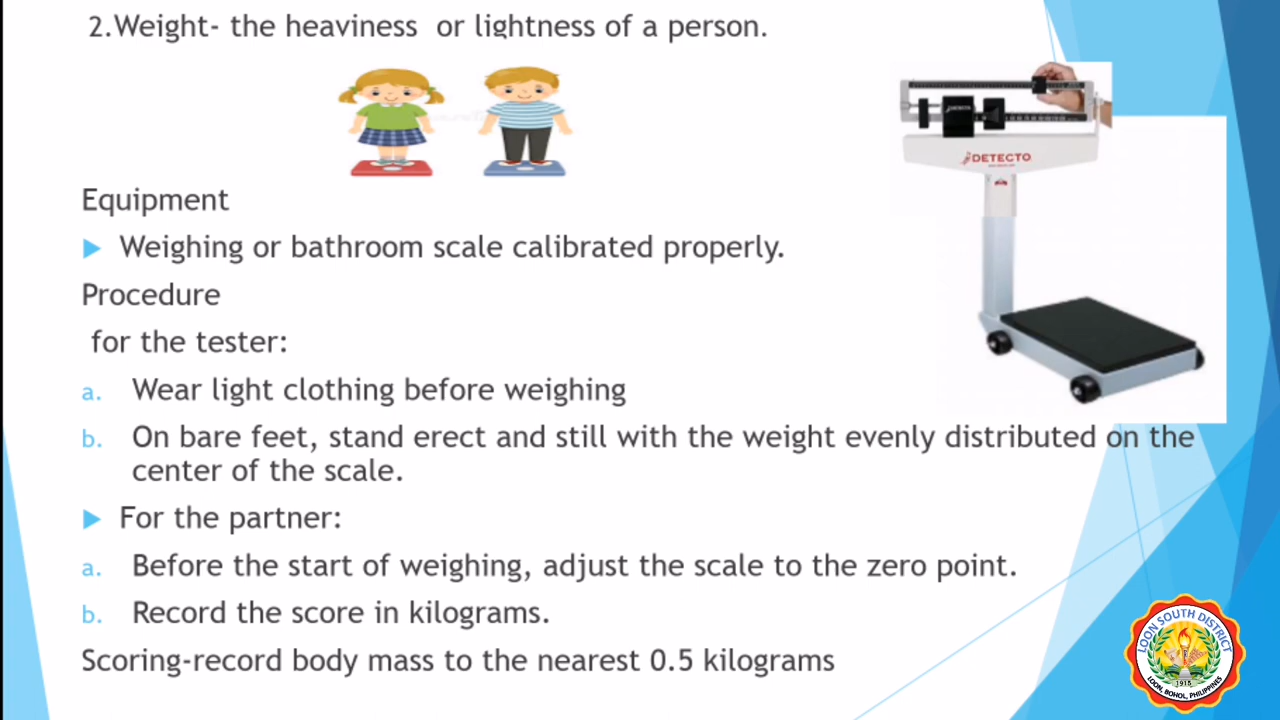 2.Weight- the heaviness or lightness of a person.
DETECTO
Equipment
Weighing or bathroom scale calibrated properly.
Procedure
for the tester:
a. Wear light clothing before weighing
b. On bare feet, stand erect and still with the weight evenly distributed on the
center of the scale.
For the partner:
a. Before the start of weighing, adjust the scale to the zero point.
b. Record the score in kilograms.
Scoring-record body mass to the nearest 0.5 kilograms
LOON SOUTH DISTRICT
1915
LOON, BOHOL, PHILIPPINES